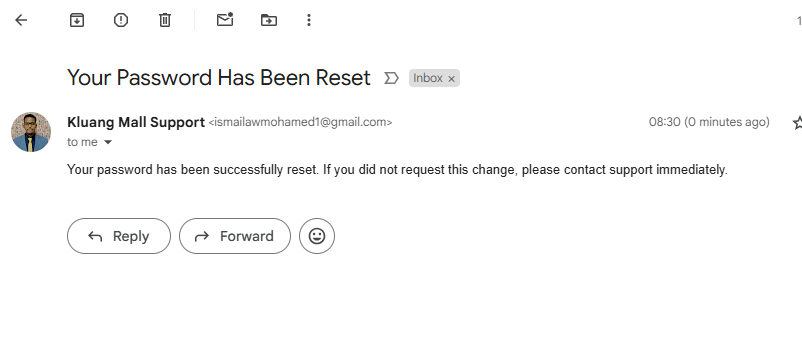 Your Password Has Been Reset
Inbox ×
Kluang Mall Support <ismailawmohamed1@gmail.com>
08:30 (0 minutes ago)
to me
Your password has been successfully reset. If you did not request this change, please contact support immediately.
Reply
Forward